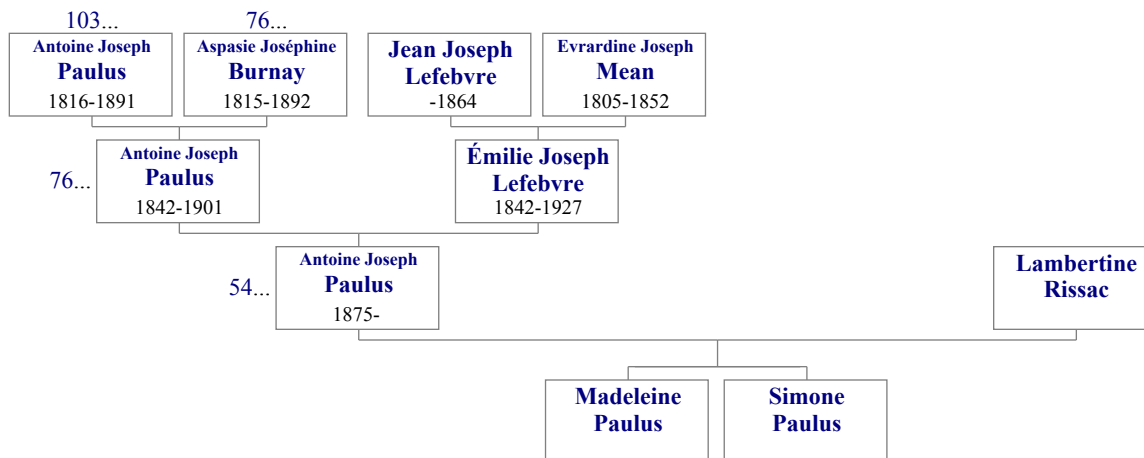 103...
76...
Antoine Joseph
Paulus
1816-1891
Aspasie Joséphine
Burnay
1815-1892
Jean Joseph
Lefebvre
-1864
Evrardine Joseph
Mean
1805-1852
76...
Antoine Joseph
Paulus
1842-1901
Émilie Joseph
Lefebvre
1842-1927
54...
Antoine Joseph
Paulus
1875-
Lambertine
Rissac
Madeleine
Paulus
Simone
Paulus